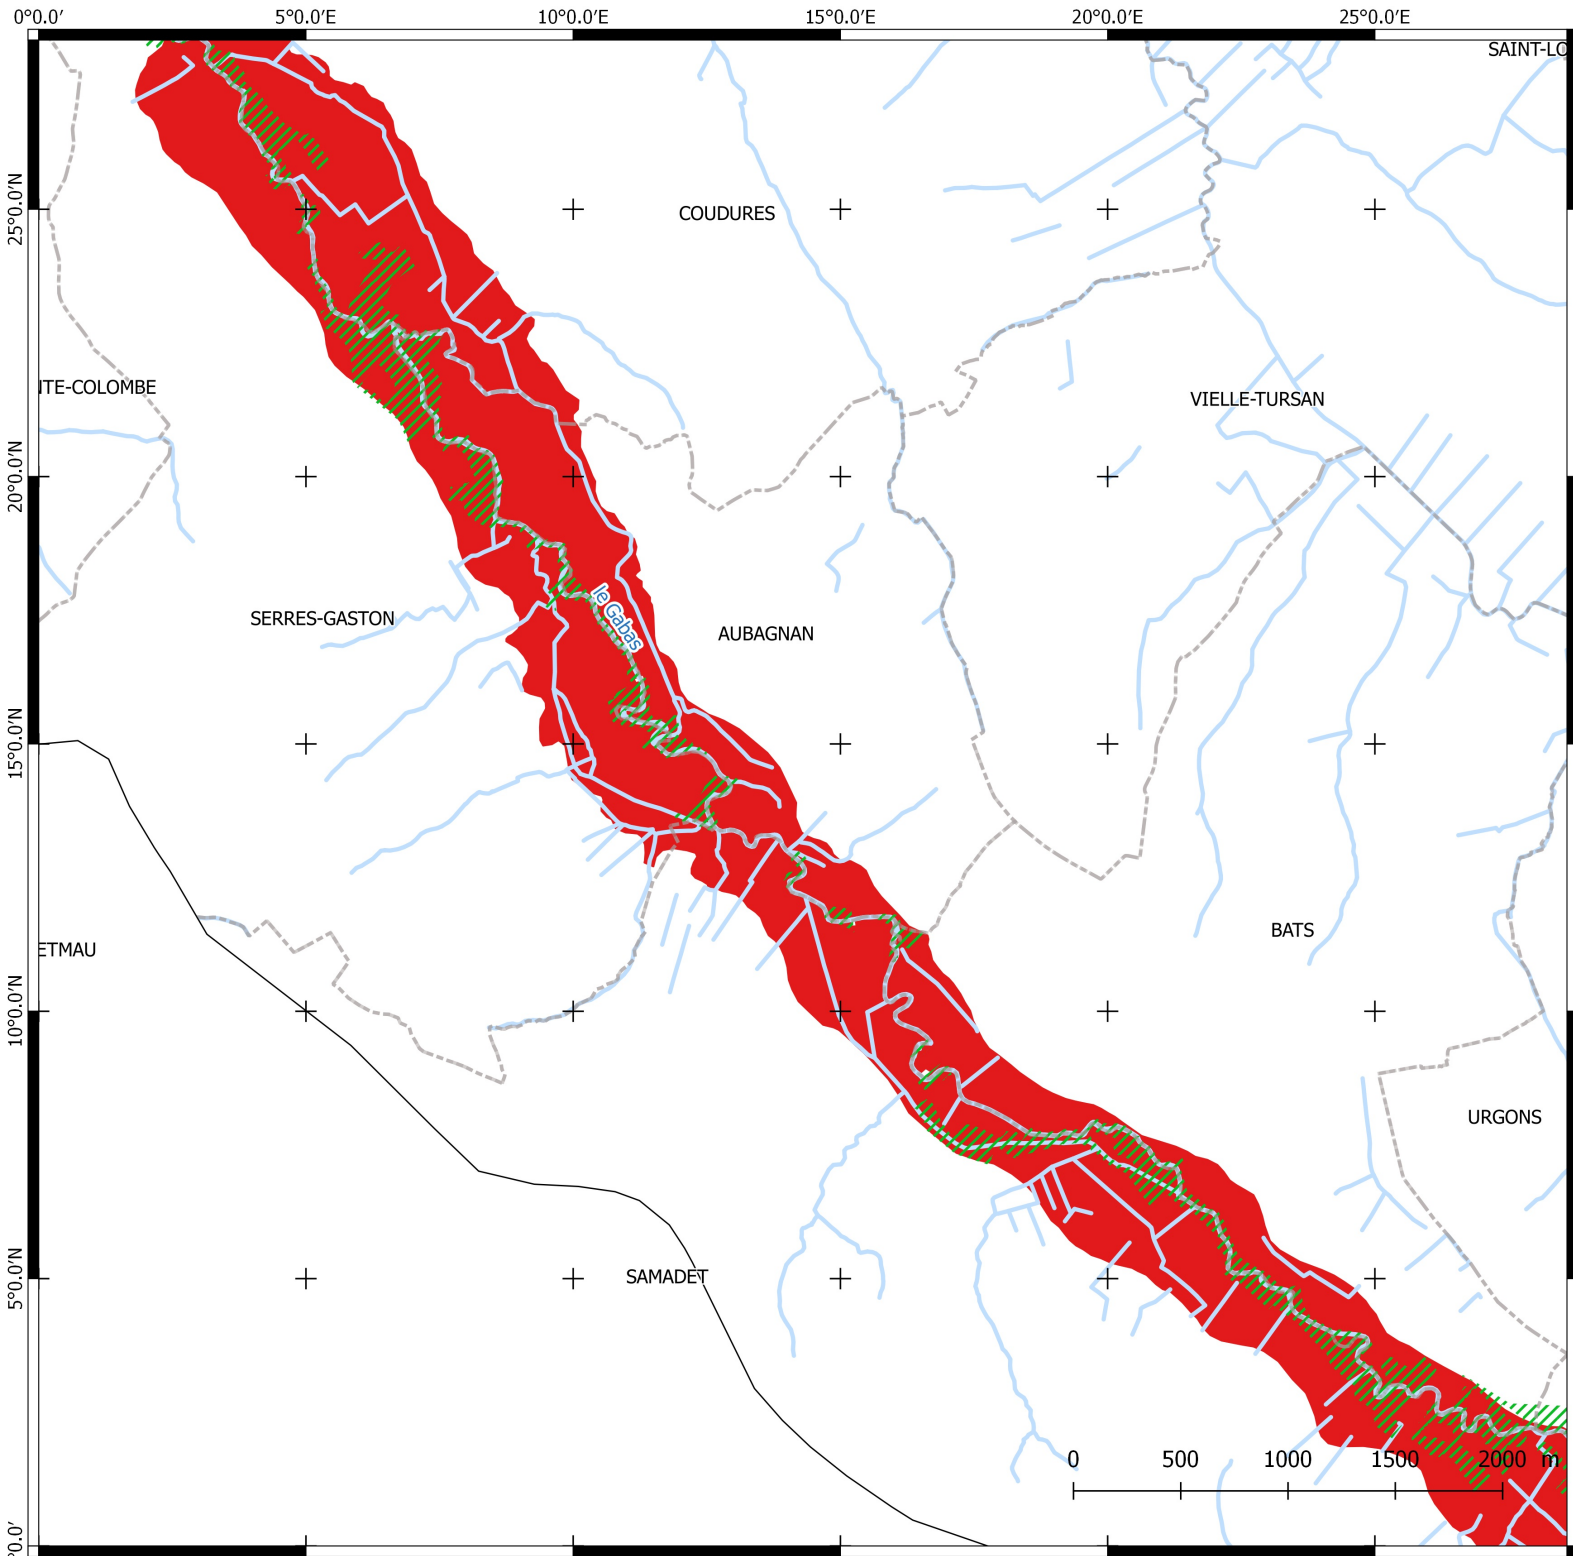 0°0.0′ 5°0.0′E 10°0.0′E 15°0.0′E 20°0.0′E 25°0.0′E
SAINT-LO
25°0.0′N
COUDURES
NTE-COLOMBE
VIELLE-TURSAN
20°0.0′N
le Gabas
SERRES-GASTON
AUBAGNAN
15°0.0′N
BATS
ETMAU
10°0.0′N
URGONS
SAMADET
5°0.0′N
0 500 1000 1500 2000 m
0°0.0′